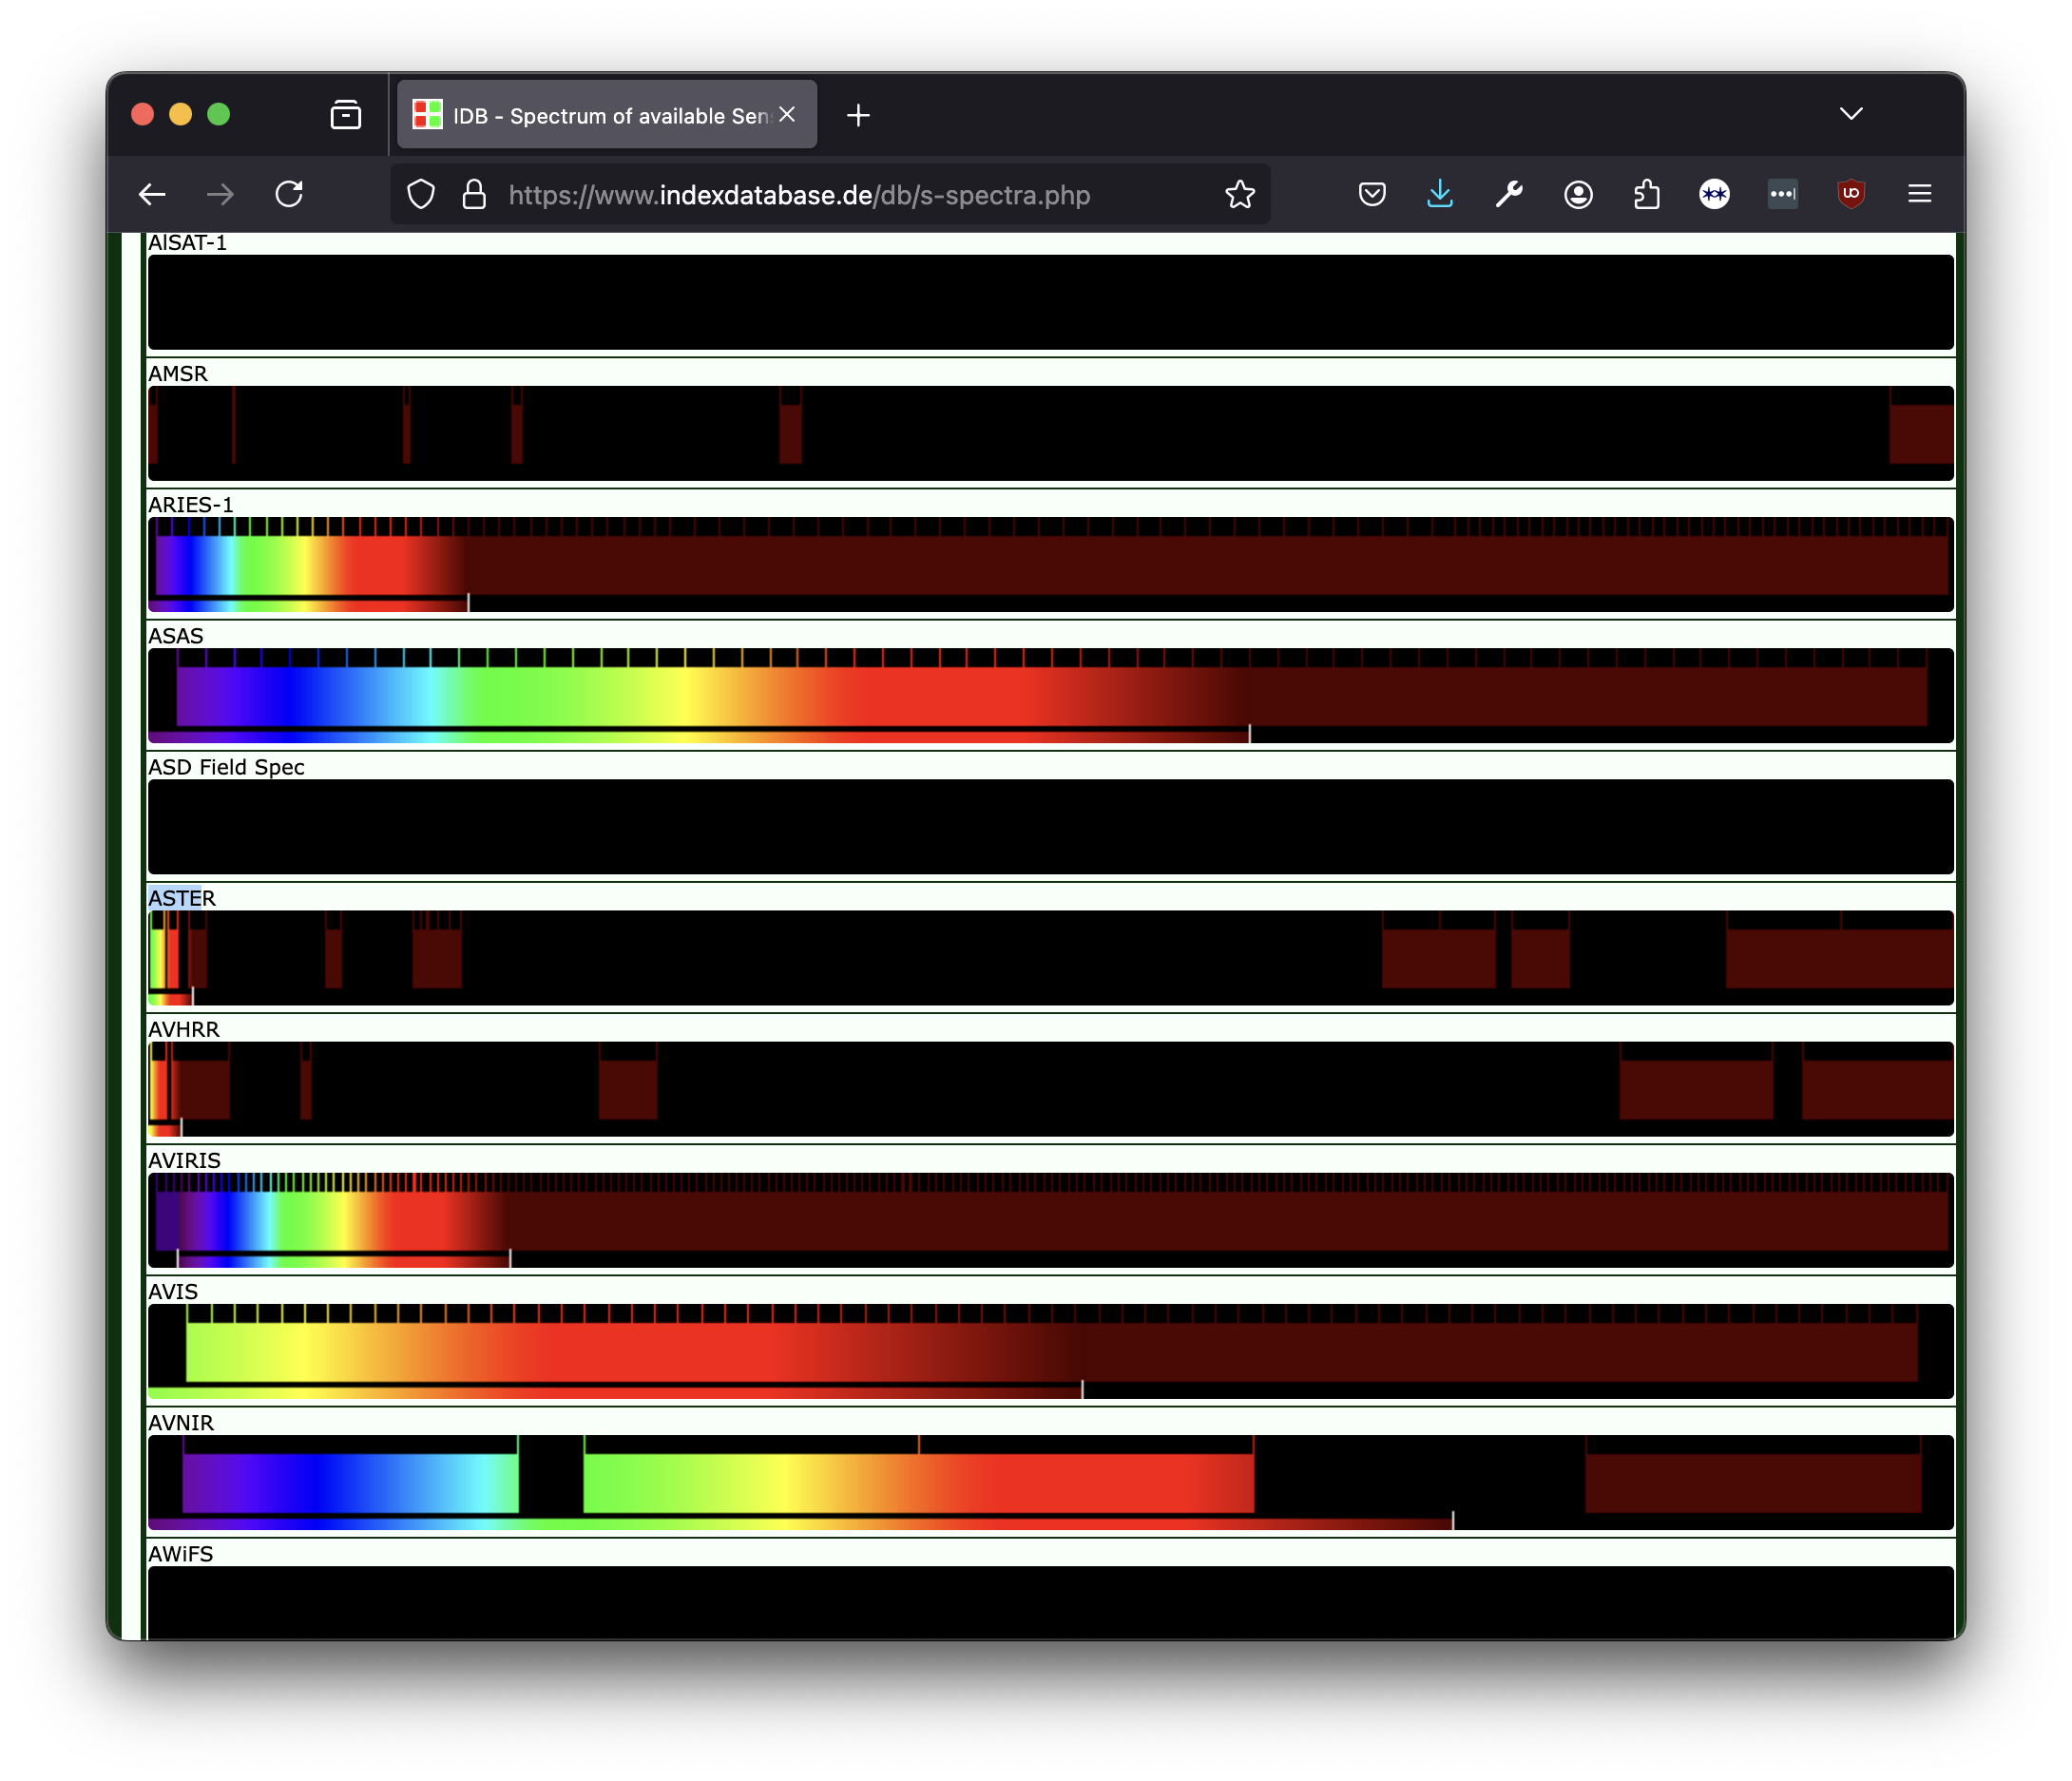 IDB - Spectrum of available Sen
https://www.indexdatabase.de/db/s-spectra.php
AlSAT-1
AMSR
ARIES-1
ASAS
ASD Field Spec
ASTER
AVHRR
AVIRIS
AVIS
AVNIR
AWiFS